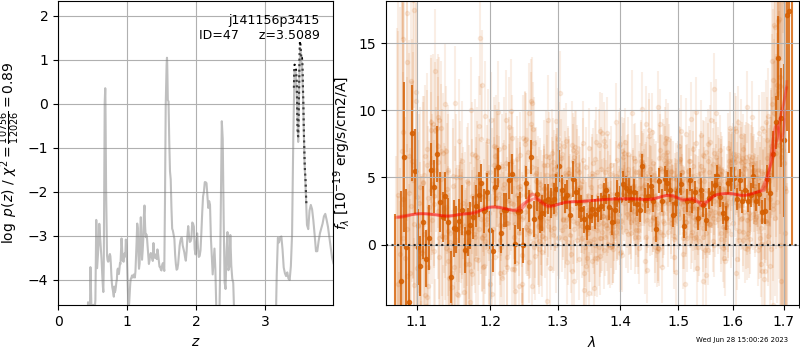 j141156p3415
ID=47 z=3.5089
log p(z) / χ² = 10756/12026 = 0.89
2
1
0
−1
−2
−3
−4
0 1 2 3
z
f_λ [10⁻¹⁹ erg/s/cm2/A]
15
10
5
0
1.1 1.2 1.3 1.4 1.5 1.6 1.7
λ
Wed Jun 28 15:00:26 2023